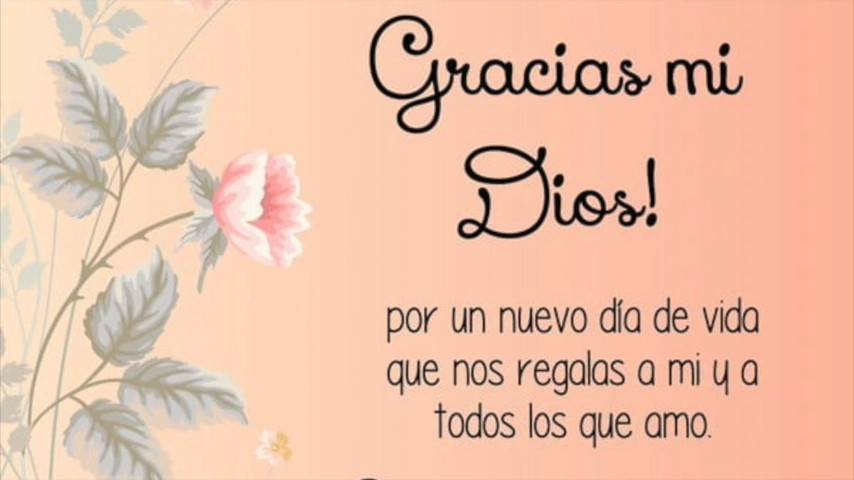 Gracias mi
Dios!
por un nuevo día de vida
que nos regalas a mi y a
todos los que amo.